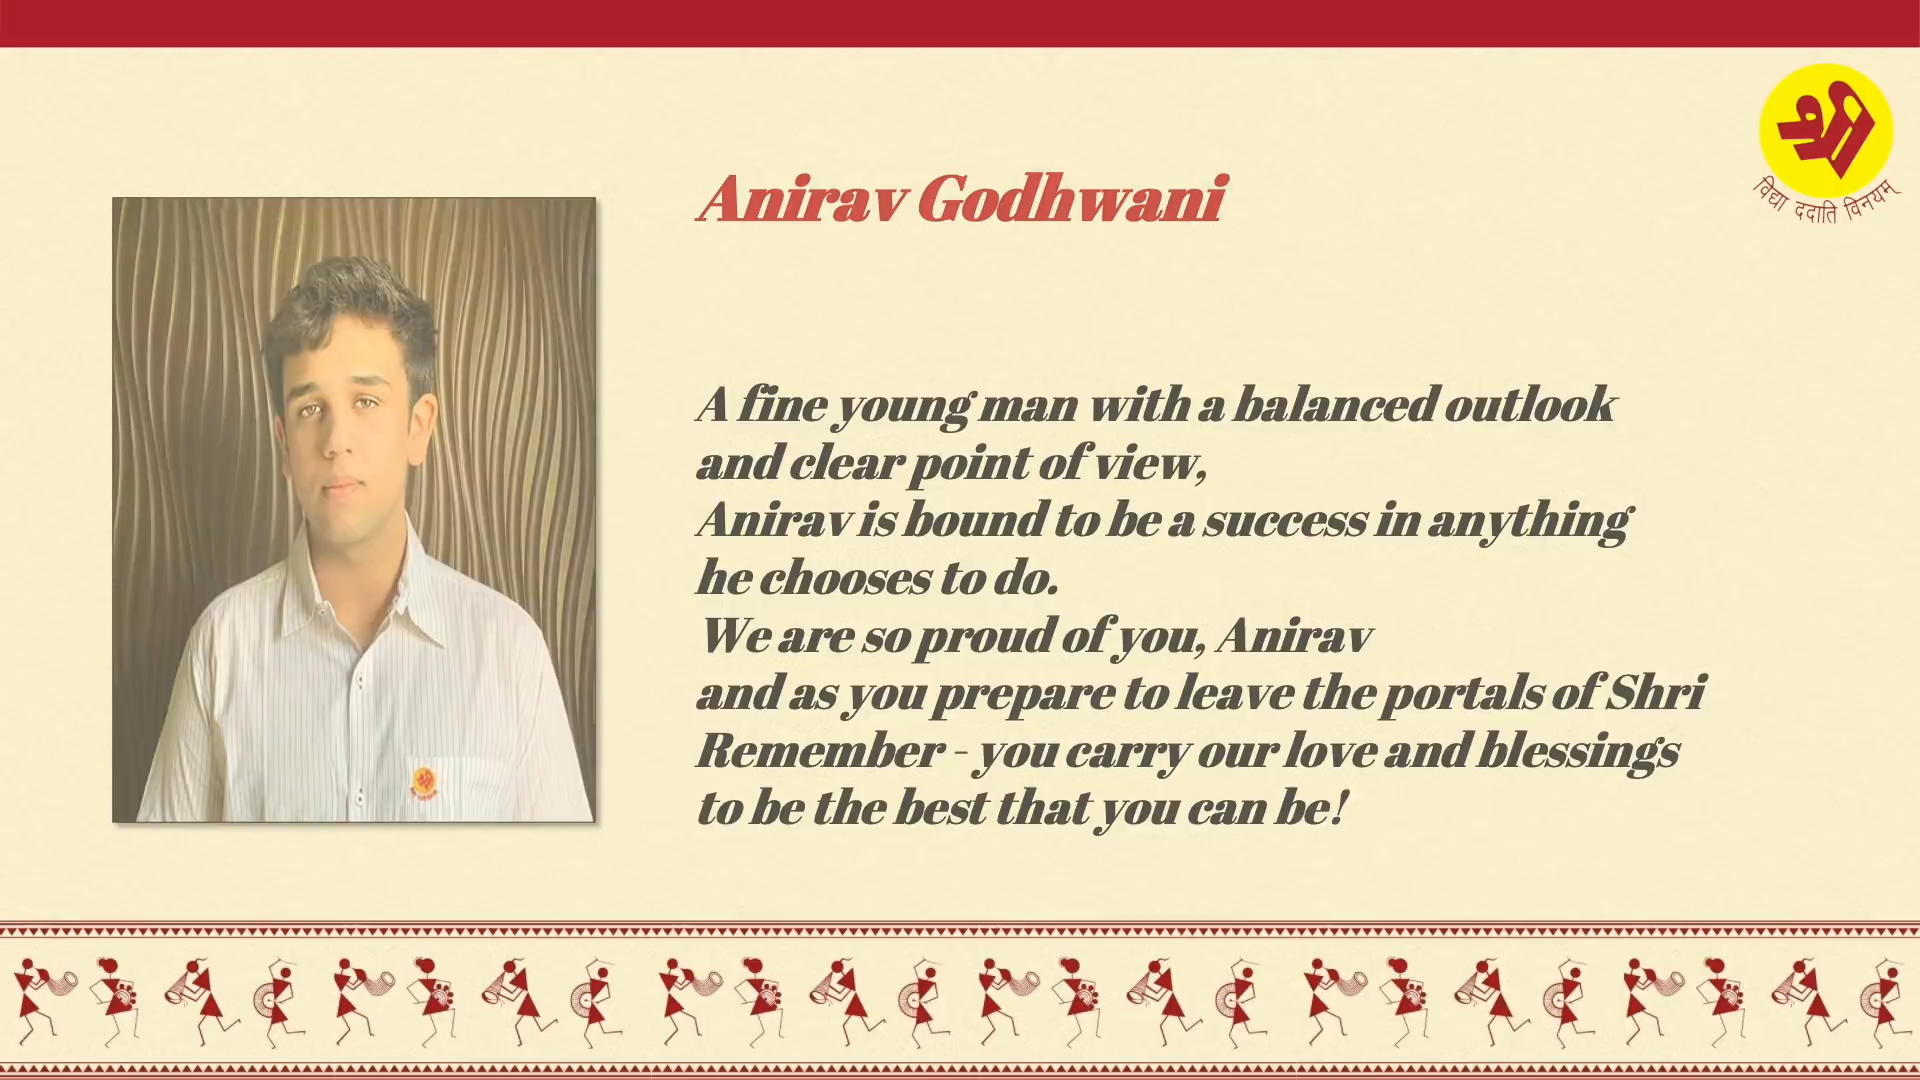 श्री
विद्या ददाति विनयम्
Anirav Godhwani
A fine young man with a balanced outlook
and clear point of view,
Anirav is bound to be a success in anything
he chooses to do.
We are so proud of you, Anirav
and as you prepare to leave the portals of Shri
Remember - you carry our love and blessings
to be the best that you can be!